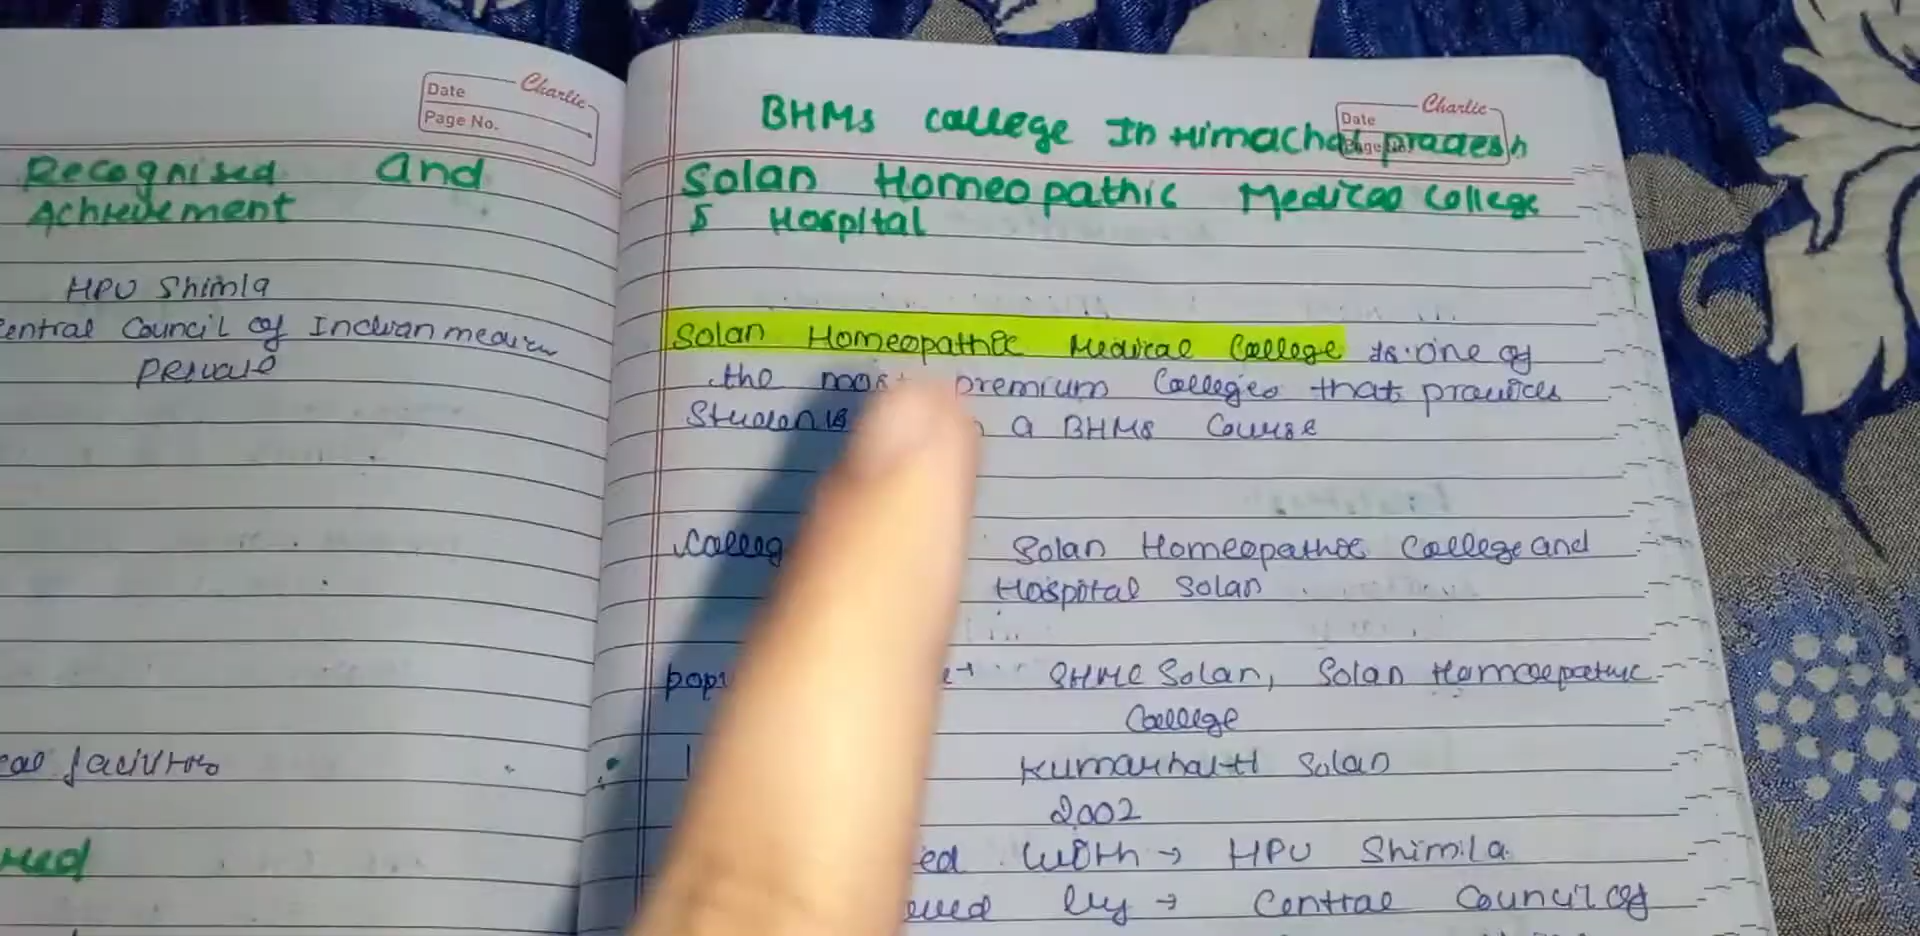 Date
Charlie
Page No.
Recognised and
Achievement
HPU Shimla
Central Council of Indian medicin
private
facilities
Date
Charlie
BHMs college In Himachal pradesh
Solan Homeopathic Medical College
& Hospital
Solan Homeopathic Medical College is one of
the most premium Colleges that provides
Students a BHMS Course
Solan Homeopathic College and
Hospital Solan
SHMC Solan, Solan Homoepathic
College
Kumarhatti Solan
2002
ed With → HPU Shimla
by → Central Council of